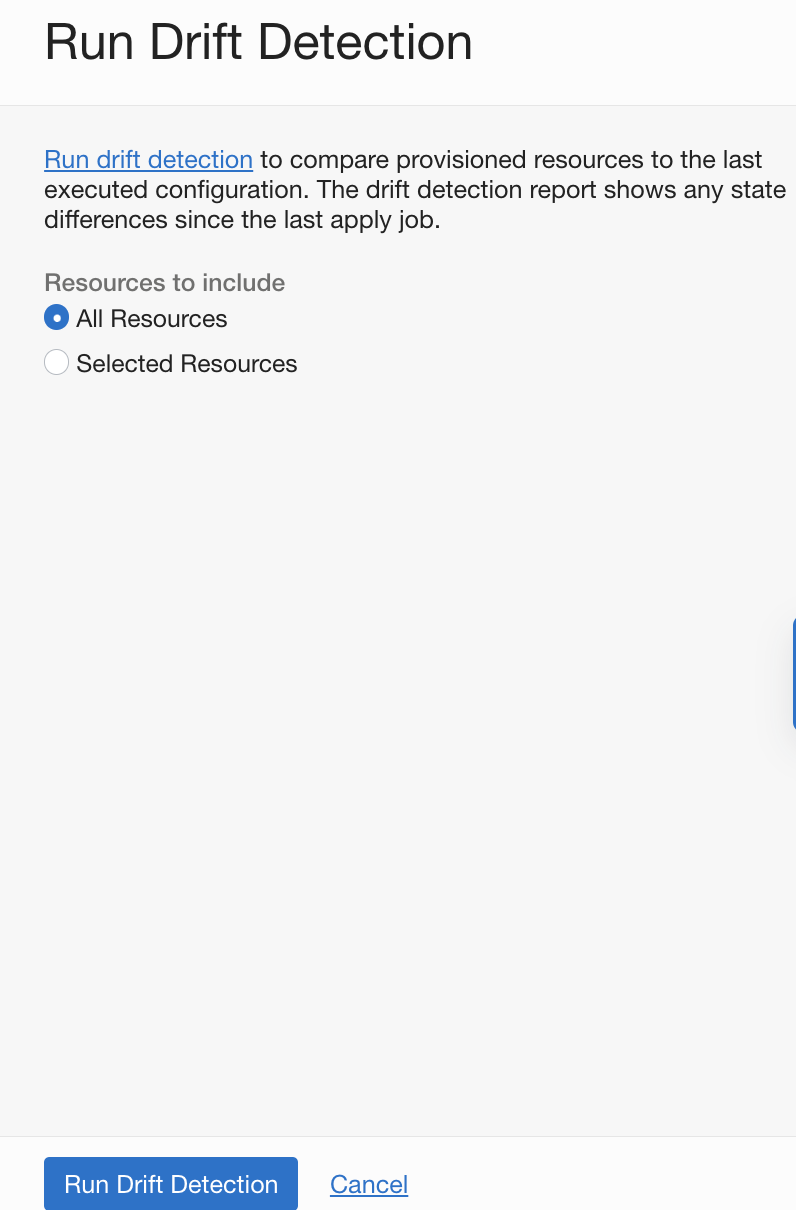 Run Drift Detection
Run drift detection to compare provisioned resources to the last
executed configuration. The drift detection report shows any state
differences since the last apply job.
Resources to include
All Resources
Selected Resources
Run Drift Detection Cancel